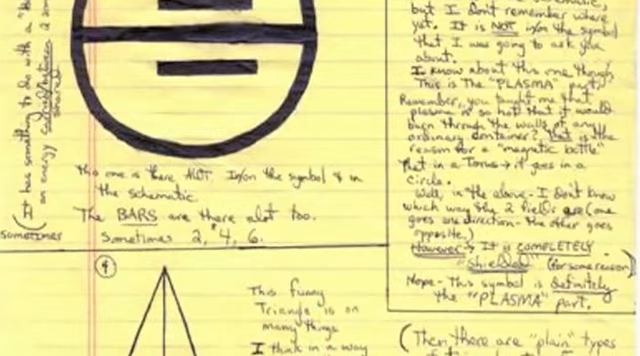 It has something to do with a "
an energy
but I don't remember where
yet. It is NOT in/on the symbol
that I was going to ask you
about.
I know about this one though.
This is The "PLASMA" part.
Remember, you taught me that
plasma is so hot that it would
burn through the walls of any
ordinary container? That is the
reason for a "magnetic bottle"
that in a Torus → it goes in a
circle.
Well, in the above - I don't know
which way the 2 fields are (one
goes one direction - the other goes
opposite.)
However → It is COMPLETELY
"Shielded" (for some reason)
Nope - This symbol is definitely
the "PLASMA" part.
This one is there ALOT. In/on the symbol & in
the schematic.
The BARS are there alot too.
Sometimes 2, 4, 6.
sometimes
4
This funny
Triangle is on
many things
I think in a way
(Then there are "plain" types